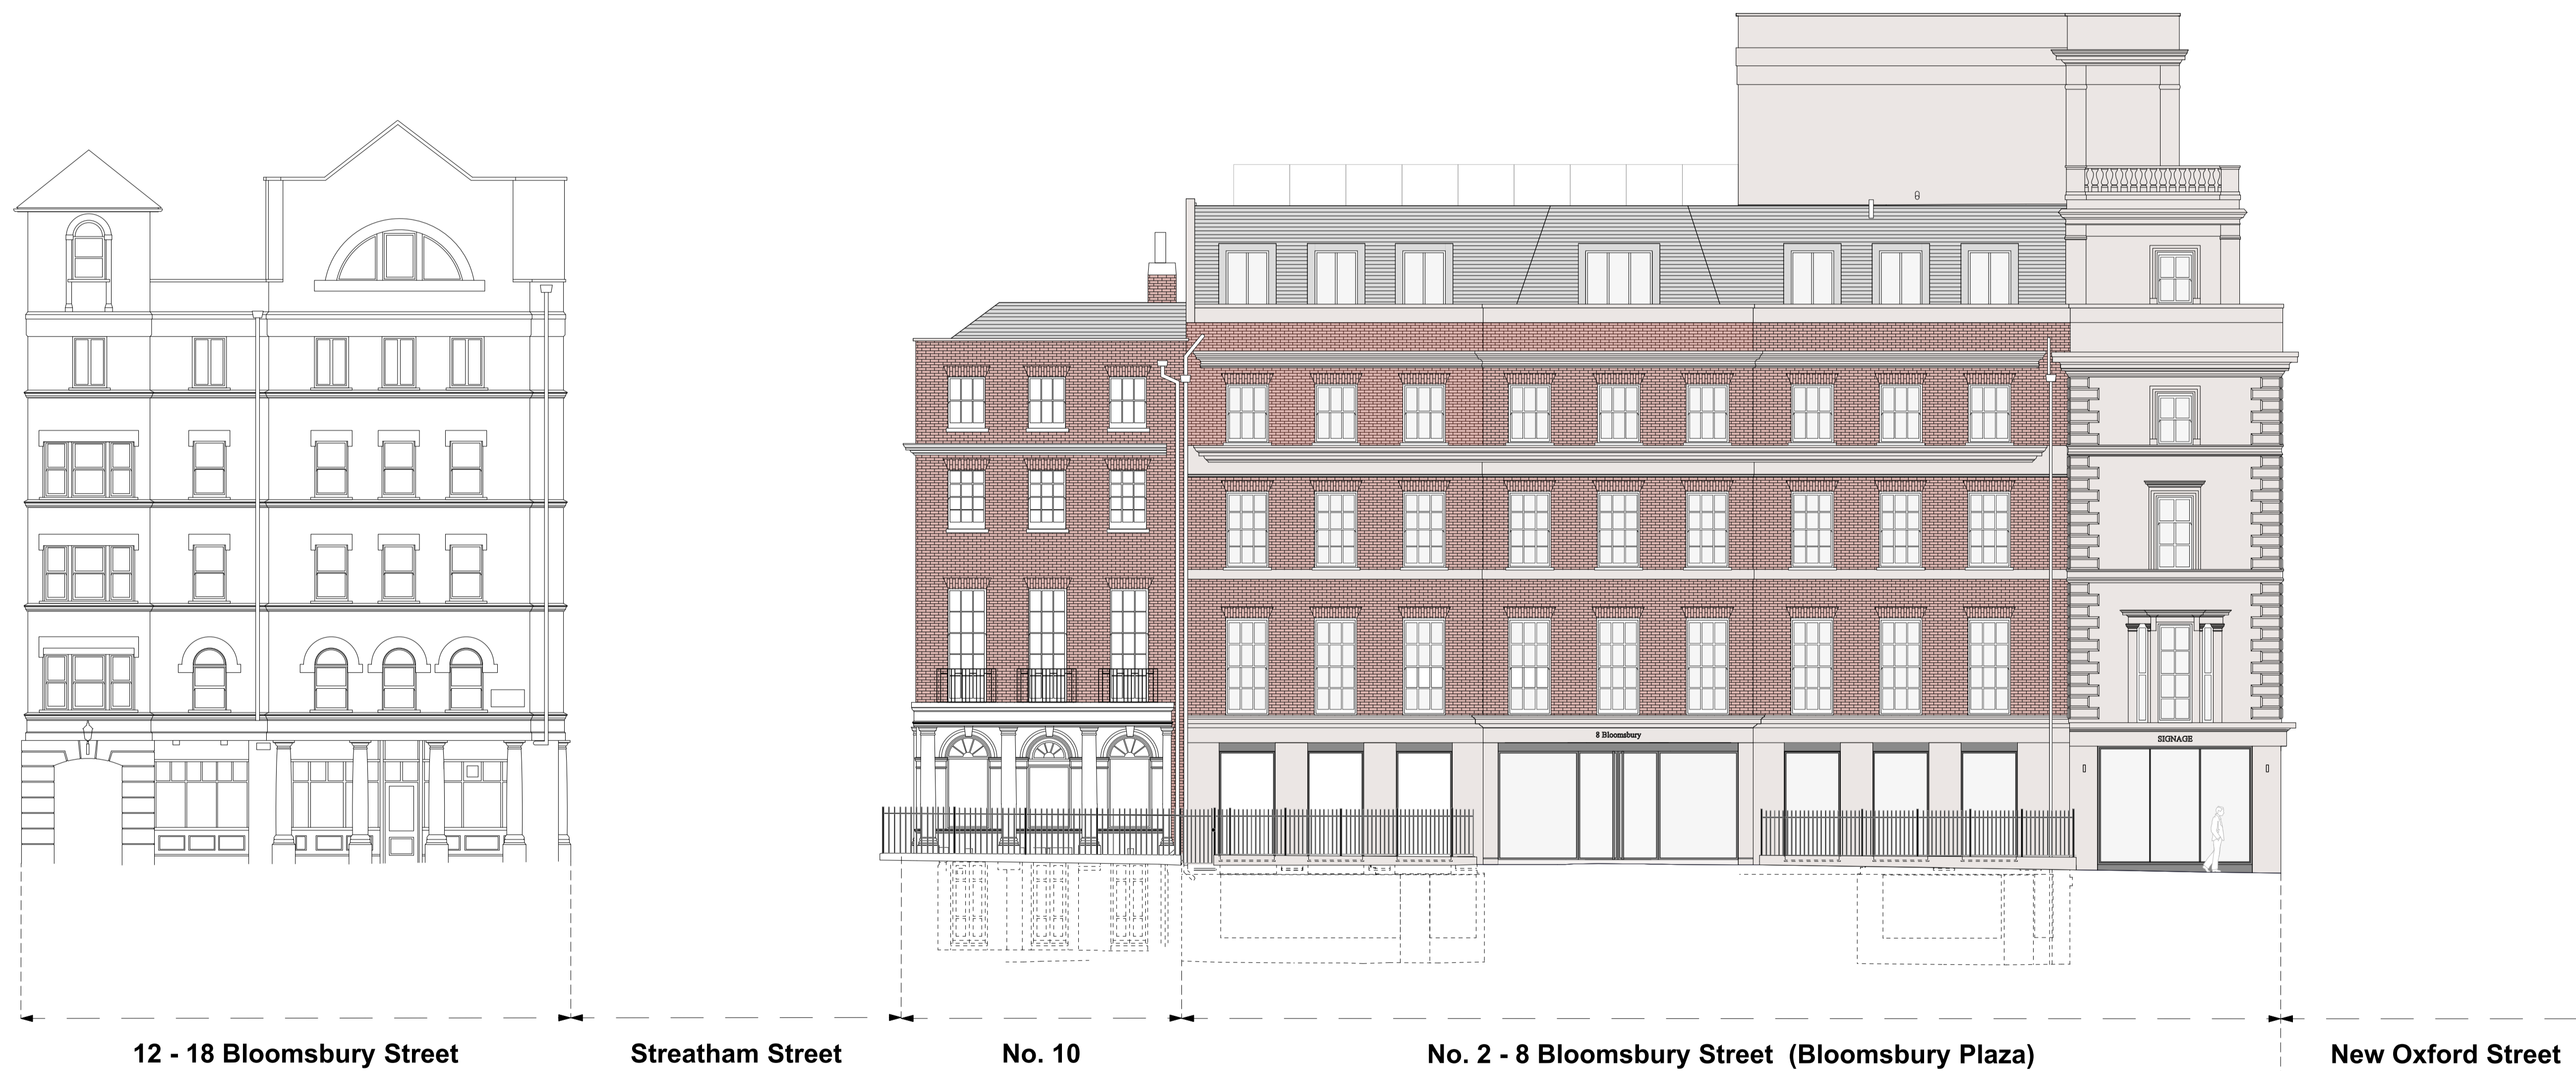 8 Bloomsbury
SIGNAGE
12 - 18 Bloomsbury Street
Streatham Street
No. 10
No. 2 - 8 Bloomsbury Street (Bloomsbury Plaza)
New Oxford Street